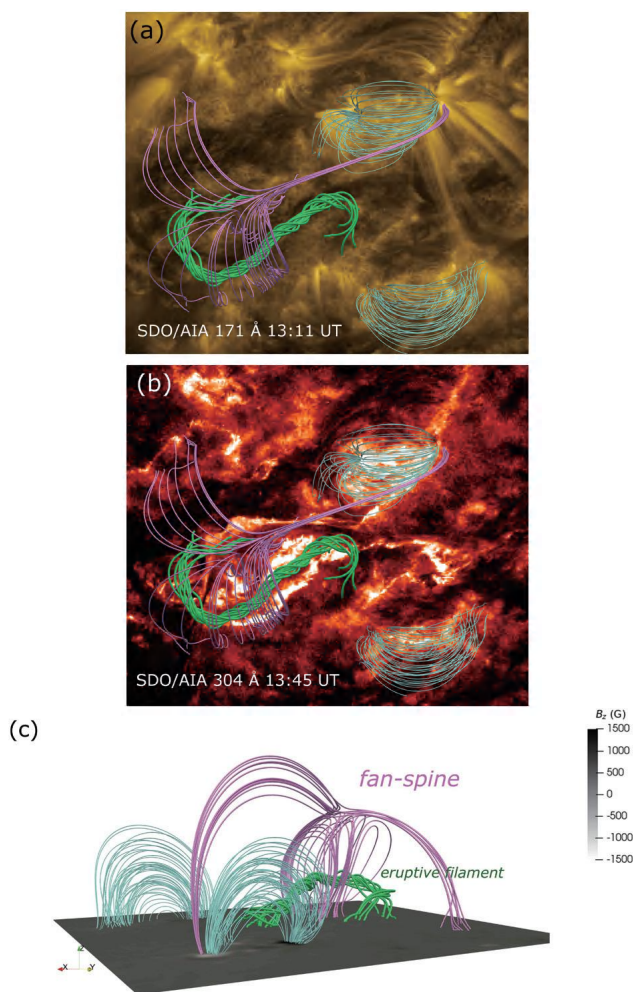 (a)
SDO/AIA 171 Å 13:11 UT
(b)
SDO/AIA 304 Å 13:45 UT
(c)
Bz (G)
1500
1000
500
0
-500
-1000
-1500
fan-spine
eruptive filament
Z
X
Y